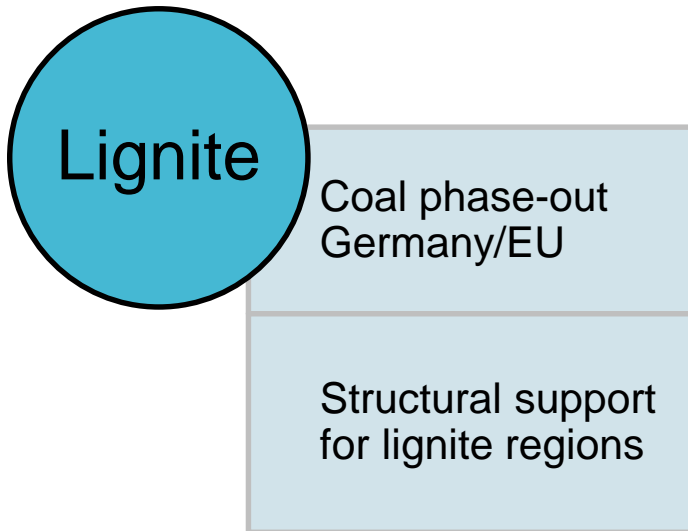 Lignite
Coal phase-out
Germany/EU
Structural support
for lignite regions